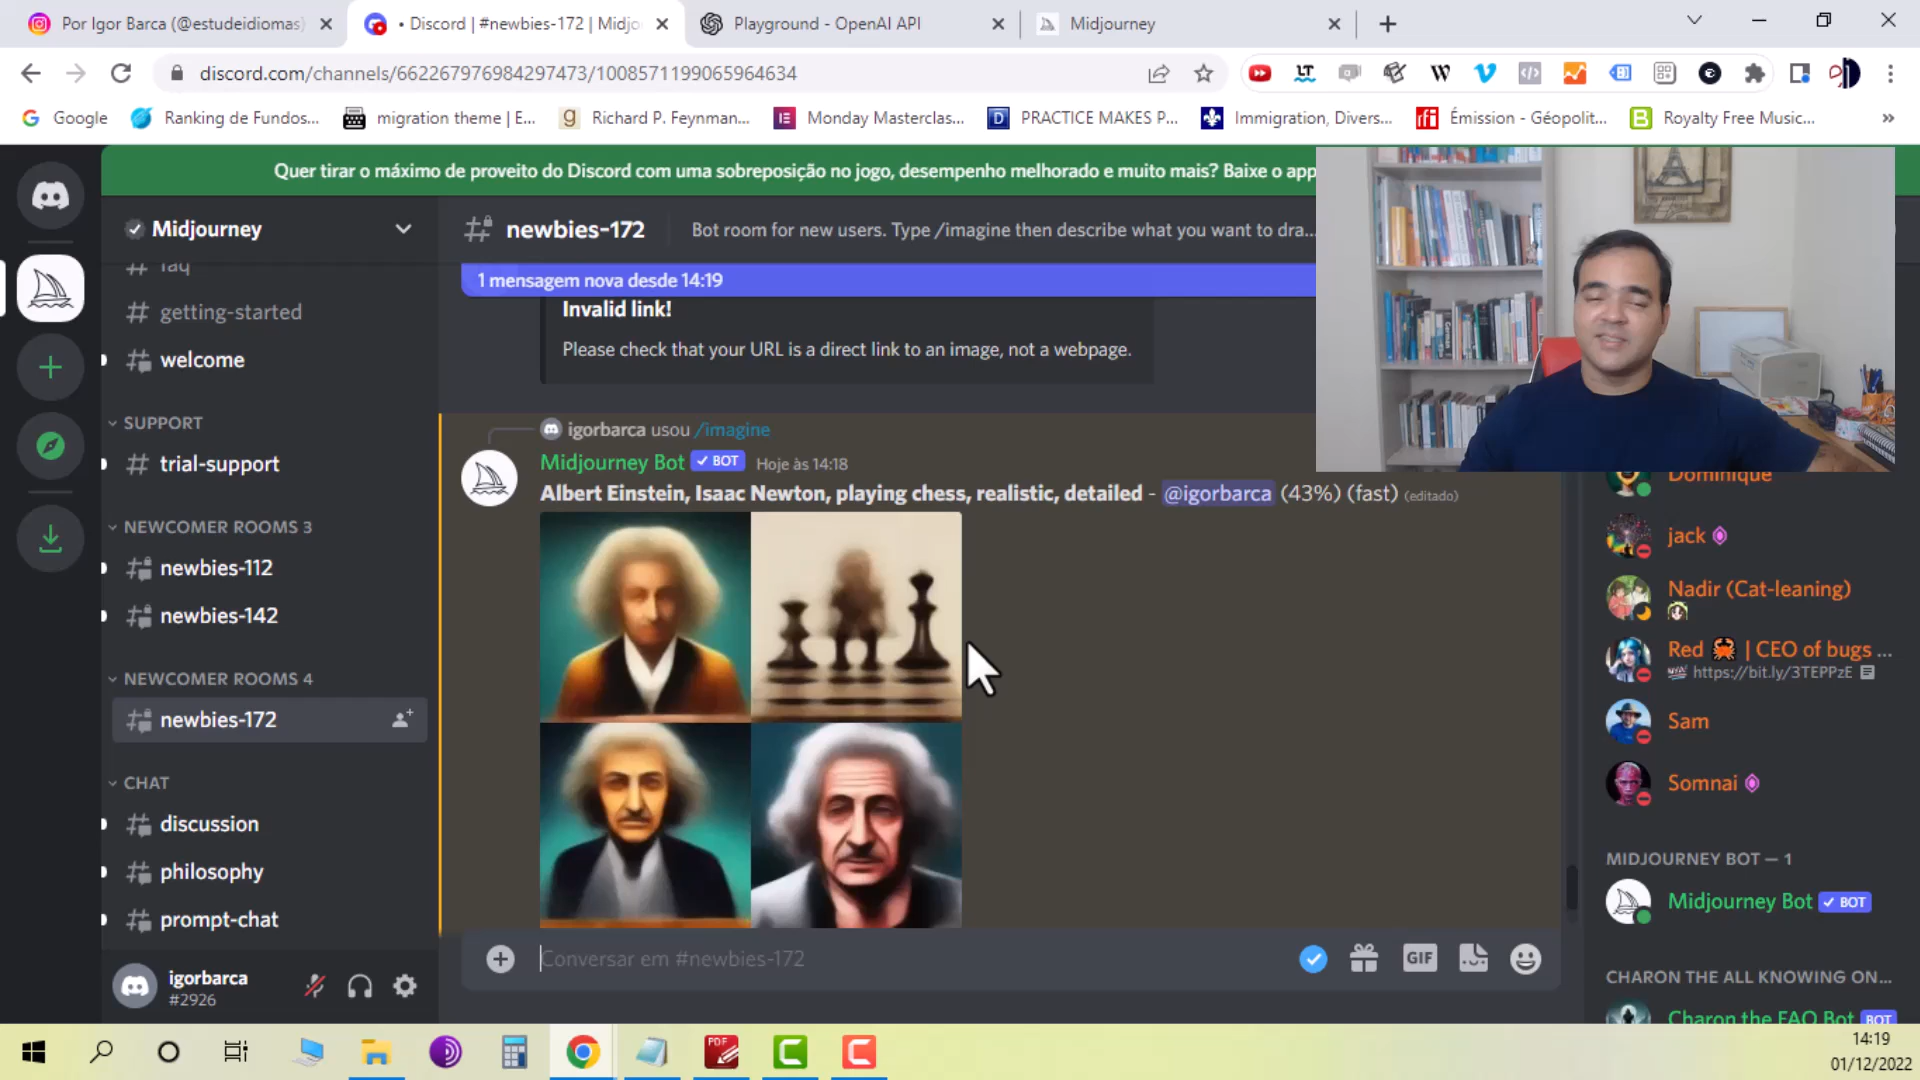 Por Igor Barca (@estudeidiomas)
• Discord | #newbies-172 | Midjo
Playground - OpenAI API
Midjourney
discord.com/channels/662267976984297473/1008571199065964634
Google
Ranking de Fundos...
migration theme | E...
Richard P. Feynman...
Monday Masterclas...
PRACTICE MAKES P...
Immigration, Divers...
Émission - Géopolit...
Royalty Free Music...
Quer tirar o máximo de proveito do Discord com uma sobreposição no jogo, desempenho melhorado e muito mais? Baixe o app
Midjourney
newbies-172
Bot room for new users. Type /imagine then describe what you want to dra...
1 mensagem nova desde 14:19
faq
getting-started
welcome
SUPPORT
trial-support
NEWCOMER ROOMS 3
newbies-112
newbies-142
NEWCOMER ROOMS 4
newbies-172
CHAT
discussion
philosophy
prompt-chat
igorbarca
#2926
Invalid link!
Please check that your URL is a direct link to an image, not a webpage.
igorbarca usou /imagine
Midjourney Bot ✓ BOT Hoje às 14:18
Albert Einstein, Isaac Newton, playing chess, realistic, detailed - @igorbarca (43%) (fast) (editado)
Conversar em #newbies-172
GIF
Dominique
jack
Nadir (Cat-leaning)
Red 🦀 | CEO of bugs ...
https://bit.ly/3TEPPzE
Sam
Somnai
MIDJOURNEY BOT — 1
Midjourney Bot ✓ BOT
CHARON THE ALL KNOWING ON...
Charon the FAQ Bot BOT
PDF
14:19
01/12/2022